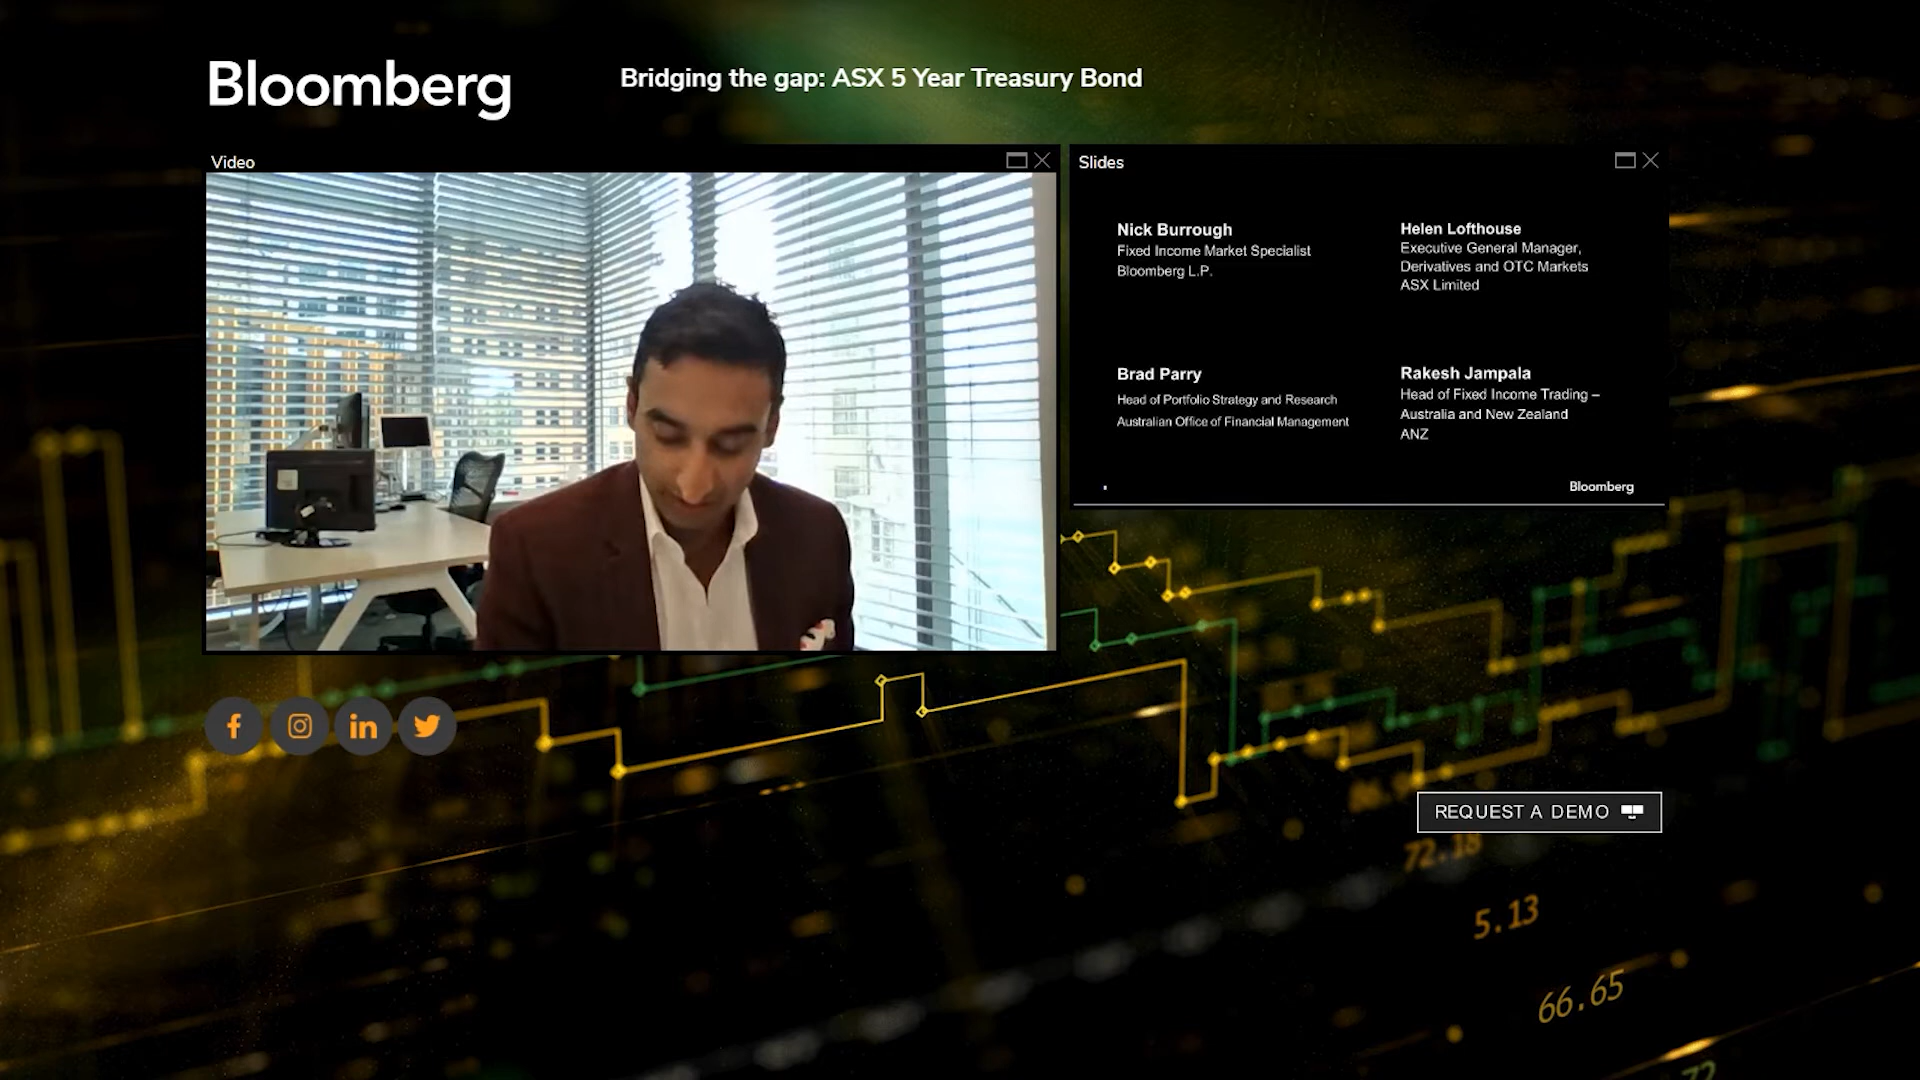 Bloomberg
Bridging the gap: ASX 5 Year Treasury Bond
Video
Slides
Nick Burrough
Fixed Income Market Specialist
Bloomberg L.P.
Helen Lofthouse
Executive General Manager,
Derivatives and OTC Markets
ASX Limited
Brad Parry
Head of Portfolio Strategy and Research
Australian Office of Financial Management
Rakesh Jampala
Head of Fixed Income Trading –
Australia and New Zealand
ANZ
Bloomberg
REQUEST A DEMO
72.18
5.13
66.65
72